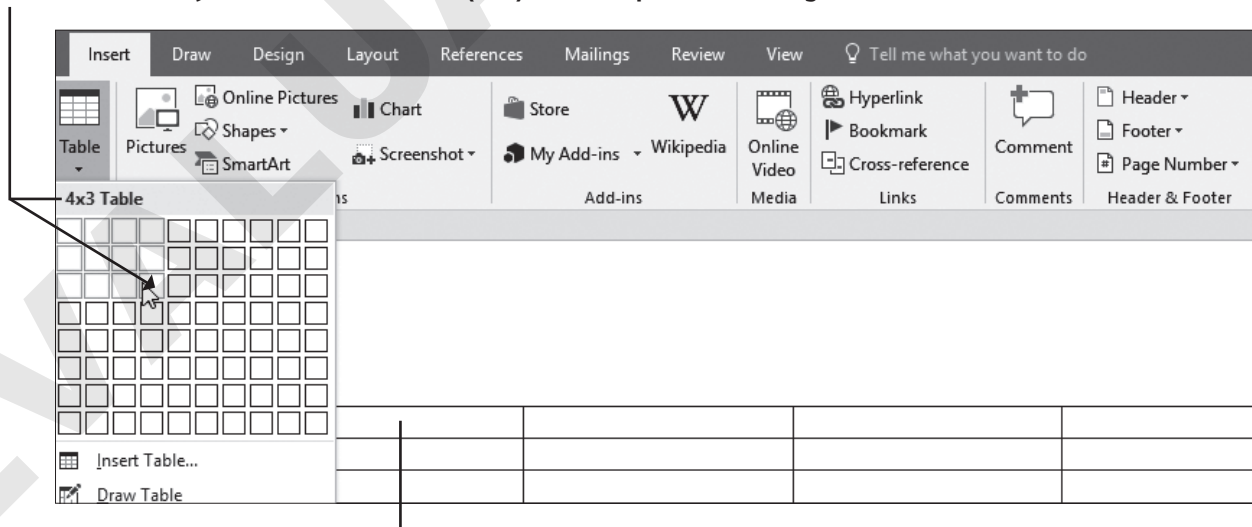 Insert Draw Design Layout References Mailings Review View Tell me what you want to do
Table
Pictures
Online Pictures
Shapes
SmartArt
Chart
Screenshot
Store
My Add-ins
Wikipedia
Online
Video
Hyperlink
Bookmark
Cross-reference
Comment
Header
Footer
# Page Number
ns Add-ins Media Links Comments Header & Footer
4x3 Table
Insert Table...
Draw Table